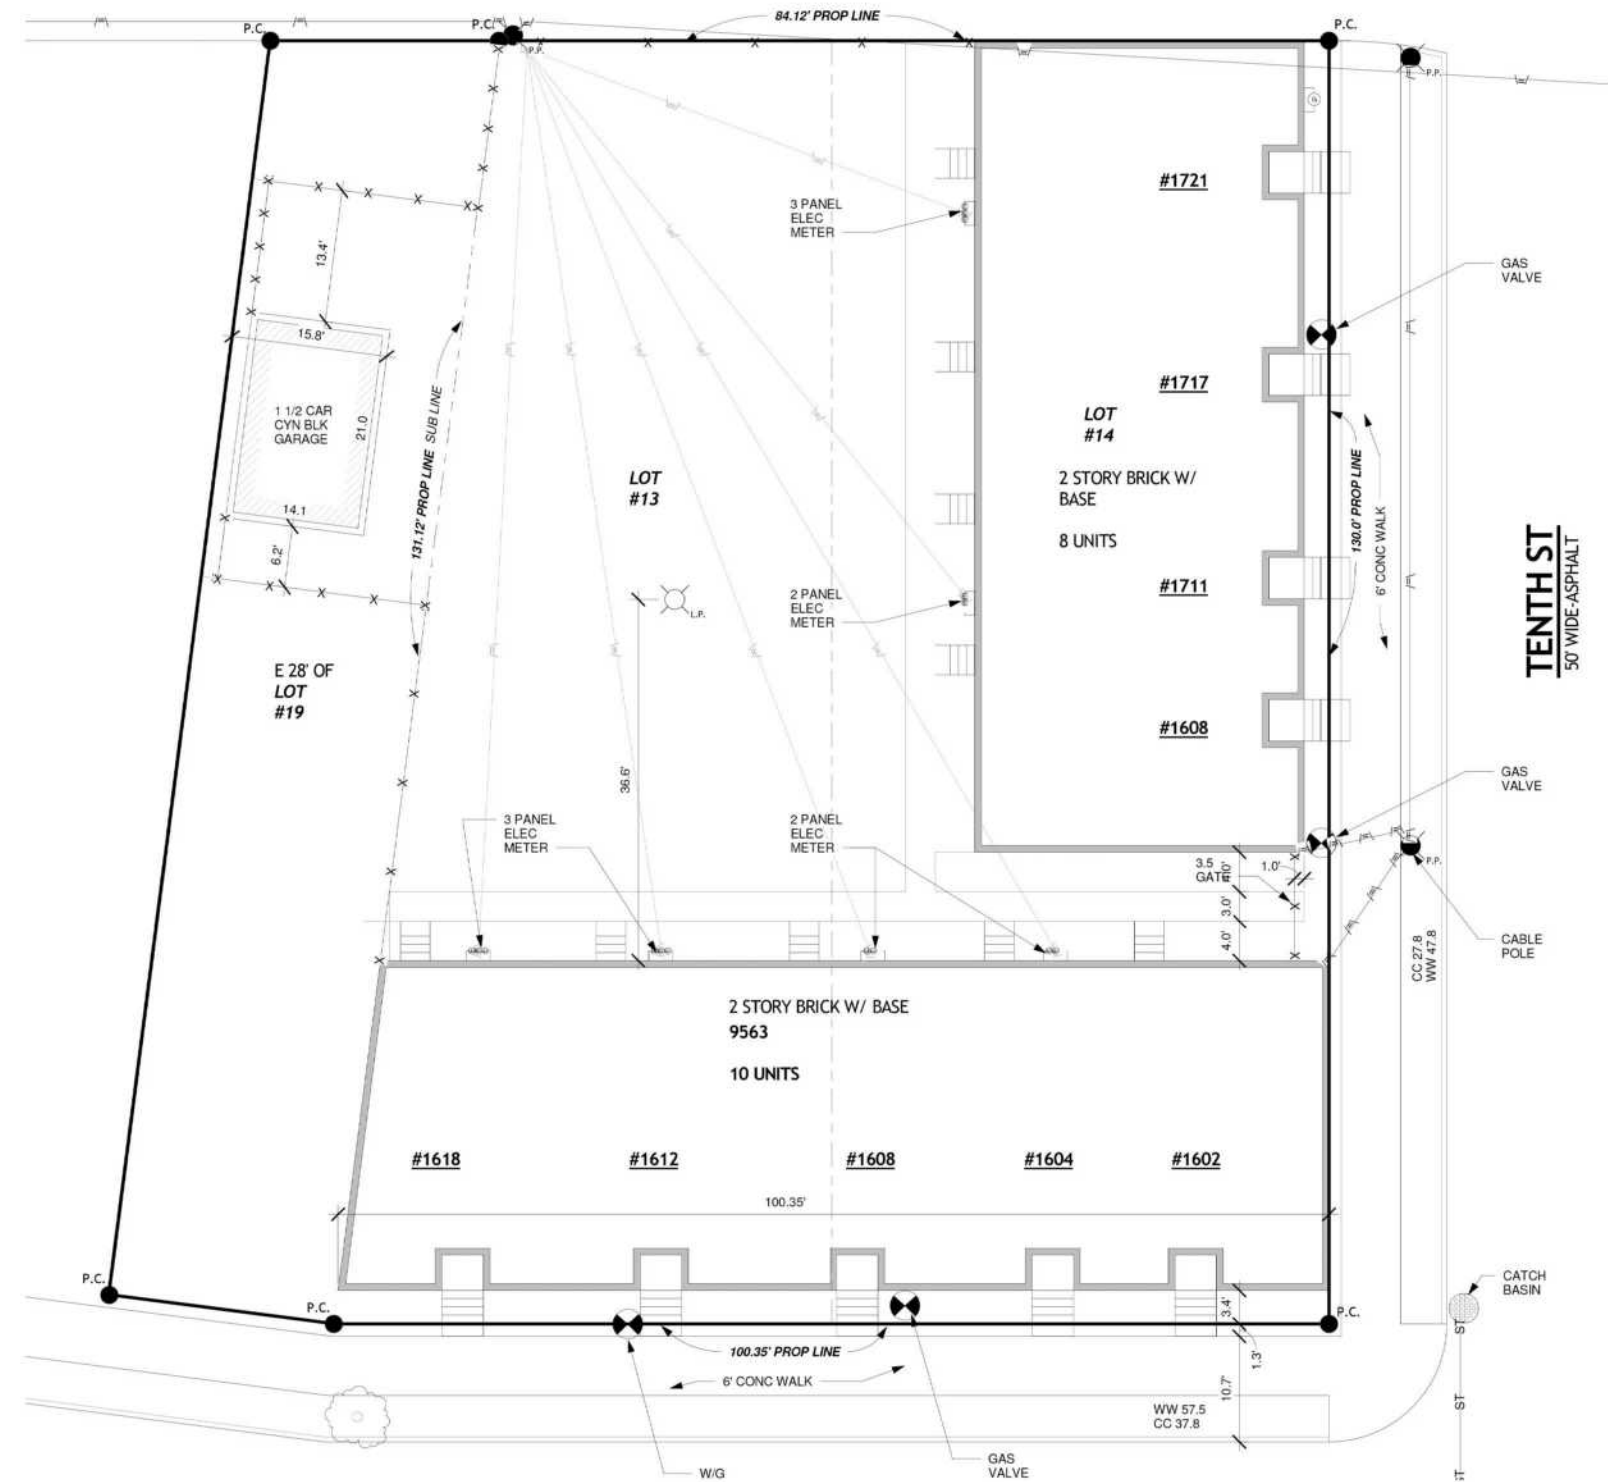 84.12' PROP LINE
P.C.
P.C.
P.P.
P.C.
P.P.
3 PANEL
ELEC
METER
#1721
GAS
VALVE
13.4'
15.8'
1 1/2 CAR
CYN BLK
GARAGE
21.0
14.1
6.2'
131.12' PROP LINE SUB LINE
LOT
#13
#1717
LOT
#14
2 STORY BRICK W/
BASE
8 UNITS
130.0' PROP LINE
6' CONC WALK
TENTH ST
50' WIDE-ASPHALT
2 PANEL
ELEC
METER
#1711
L.P.
E 28' OF
LOT
#19
#1608
36.6'
GAS
VALVE
3 PANEL
ELEC
METER
2 PANEL
ELEC
METER
3.5
GATE
1.0'
3.0'
4.0'
P.P.
CC 27.8
WW 47.8
CABLE
POLE
2 STORY BRICK W/ BASE
9563
10 UNITS
#1618
#1612
#1608
#1604
#1602
100.35'
P.C.
P.C.
P.C.
CATCH
BASIN
3.4'
1.3'
10.7'
100.35' PROP LINE
6' CONC WALK
WW 57.5
CC 37.8
ST
ST
ST
W/G
GAS
VALVE